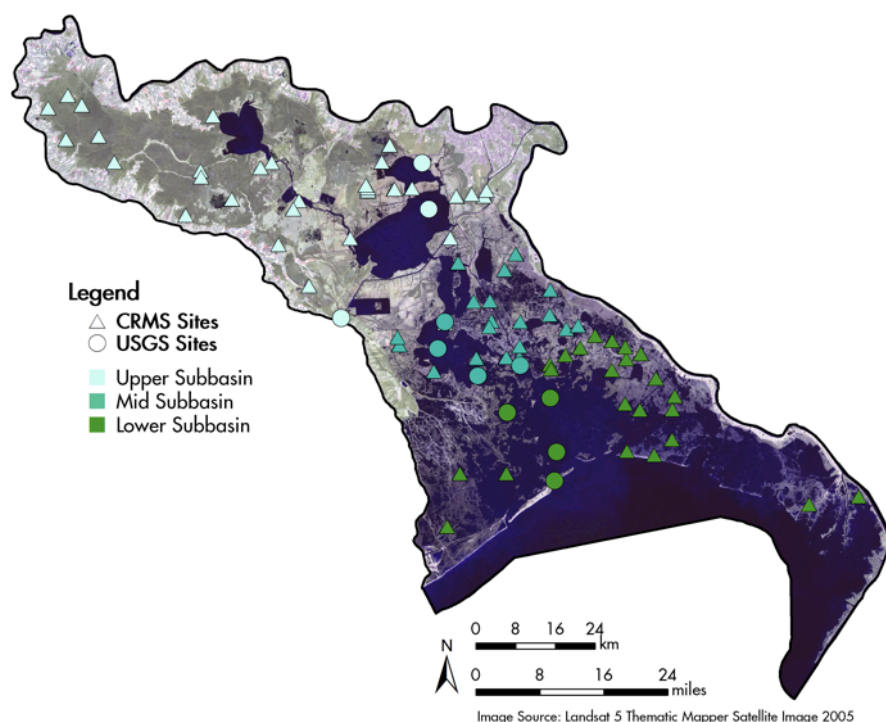 Legend
CRMS Sites
USGS Sites
Upper Subbasin
Mid Subbasin
Lower Subbasin
N
0 8 16 24
km
0 8 16 24
miles
Image Source: Landsat 5 Thematic Mapper Satellite Image 2005